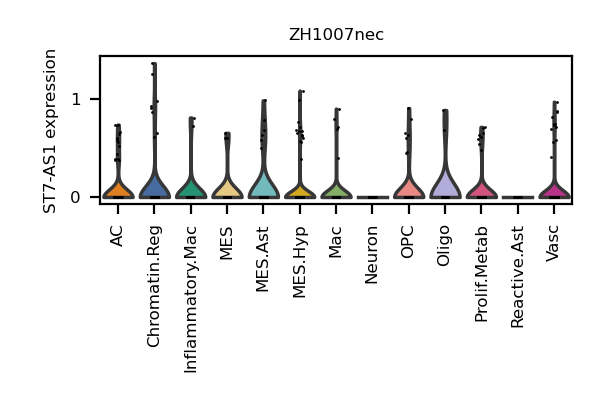 ZH1007nec
ST7-AS1 expression
1
0
AC
Chromatin.Reg
Inflammatory.Mac
MES
MES.Ast
MES.Hyp
Mac
Neuron
OPC
Oligo
Prolif.Metab
Reactive.Ast
Vasc